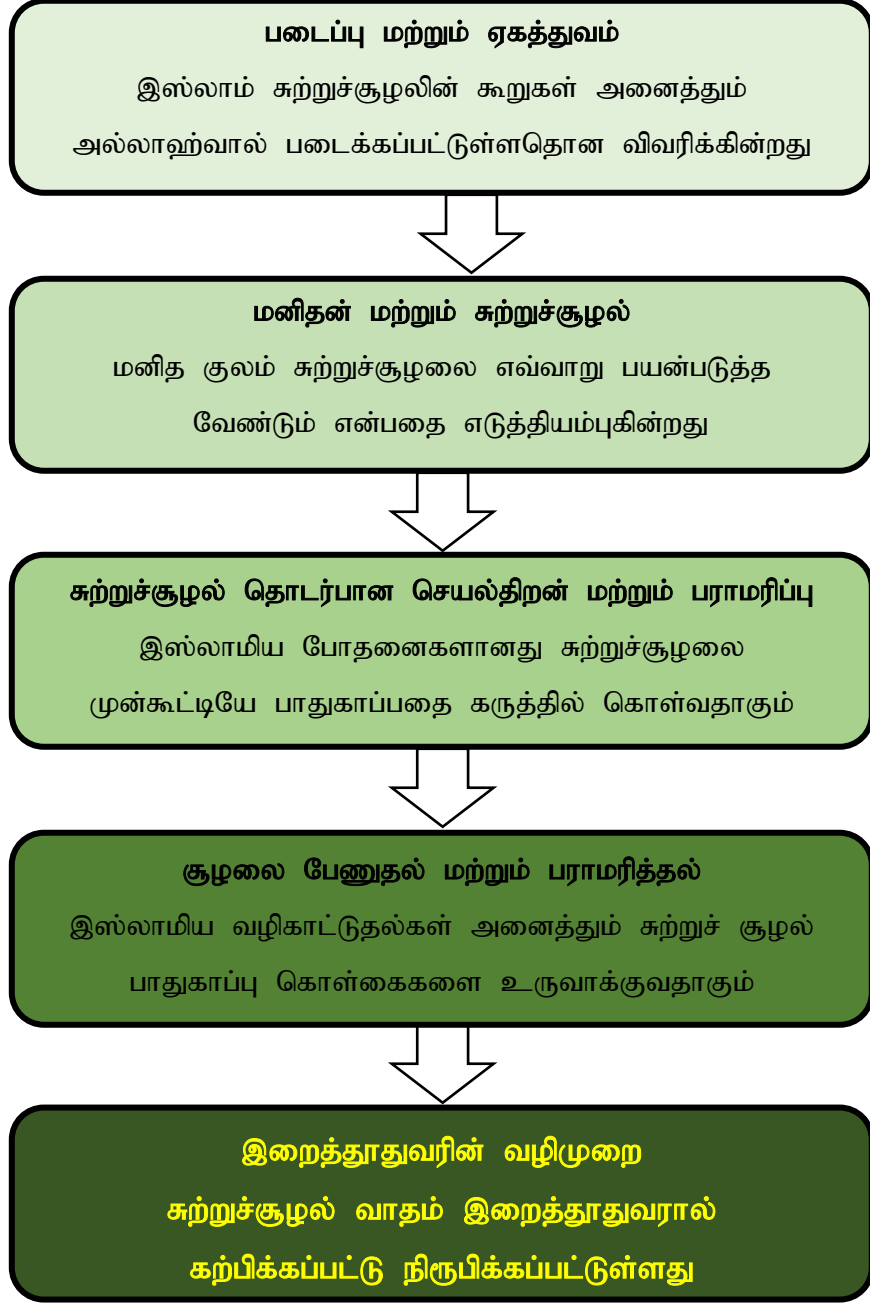 படைப்பு மற்றும் ஏகத்துவம்
இஸ்லாம் சுற்றுச்சூழலின் கூறுகள் அனைத்தும்
அல்லாஹ்வால் படைக்கப்பட்டுள்ளதொன விவரிக்கின்றது
மனிதன் மற்றும் சுற்றுச்சூழல்
மனித குலம் சுற்றுச்சூழலை எவ்வாறு பயன்படுத்த
வேண்டும் என்பதை எடுத்தியம்புகின்றது
சுற்றுச்சூழல் தொடர்பான செயல்திறன் மற்றும் பராமரிப்பு
இஸ்லாமிய போதனைகளானது சுற்றுச்சூழலை
முன்கூட்டியே பாதுகாப்பதை கருத்தில் கொள்வதாகும்
சூழலை பேணுதல் மற்றும் பராமரித்தல்
இஸ்லாமிய வழிகாட்டுதல்கள் அனைத்தும் சுற்றுச் சூழல்
பாதுகாப்பு கொள்கைகளை உருவாக்குவதாகும்
இறைத்தூதுவரின் வழிமுறை
சுற்றுச்சூழல் வாதம் இறைத்தூதுவரால்
கற்பிக்கப்பட்டு நிரூபிக்கப்பட்டுள்ளது